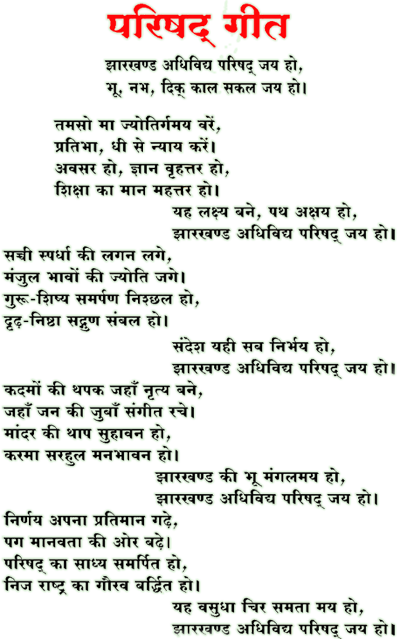 परिषद् गीत
झारखण्ड अधिविद्य परिषद् जय हो,
भू, नभ, दिक् काल सकल जय हो।
तमसो मा ज्योतिर्गमय वरें,
प्रतिभा, धी से न्याय करें।
अवसर हो, ज्ञान वृहत्तर हो,
शिक्षा का मान महत्तर हो।
यह लक्ष्य बने, पथ अक्षय हो,
झारखण्ड अधिविद्य परिषद् जय हो।
सच्ची स्पर्धा की लगन लगे,
मंजुल भावों की ज्योति जगे।
गुरू-शिष्य समर्पण निश्छल हो,
दृढ़-निष्ठा सद्गुण संबल हो।
संदेश यही सब निर्भय हो,
झारखण्ड अधिविद्य परिषद् जय हो।
कदमों की थपक जहाँ नृत्य बने,
जहाँ जन की जुबाँ संगीत रचे।
मांदर की थाप सुहावन हो,
करमा सरहुल मनभावन हो।
झारखण्ड की भू मंगलमय हो,
झारखण्ड अधिविद्य परिषद् जय हो।
निर्णय अपना प्रतिमान गढ़े,
पग मानवता की ओर बढ़े।
परिषद् का साध्य समर्पित हो,
निज राष्ट्र का गौरव बर्द्धित हो।
यह वसुधा चिर समता मय हो,
झारखण्ड अधिविद्य परिषद् जय हो।